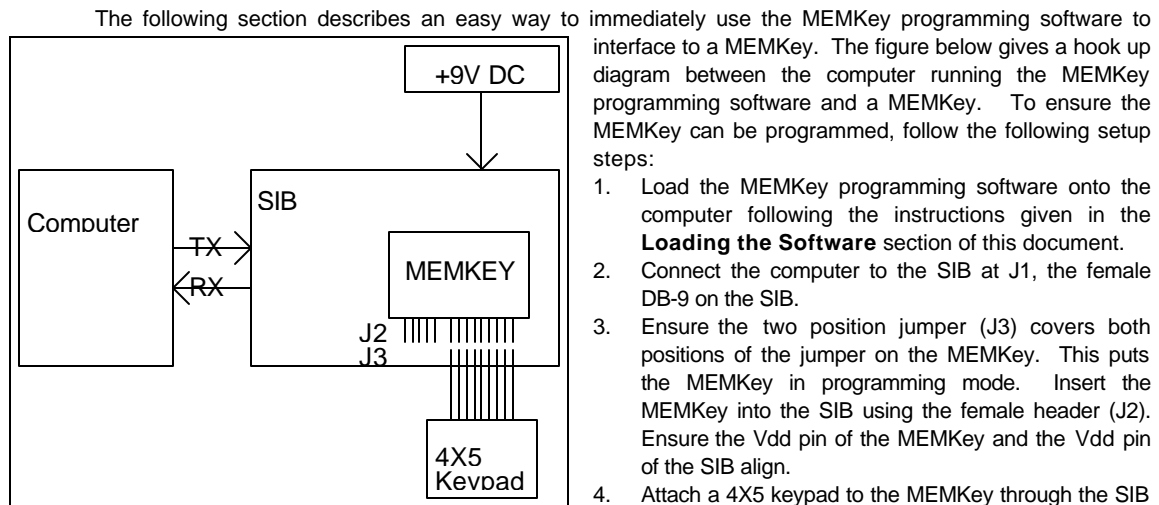 The following section describes an easy way to immediately use the MEMKey programming software to
interface to a MEMKey. The figure below gives a hook up
diagram between the computer running the MEMKey
programming software and a MEMKey. To ensure the
MEMKey can be programmed, follow the following setup
steps:
1. Load the MEMKey programming software onto the
computer following the instructions given in the
Loading the Software section of this document.
2. Connect the computer to the SIB at J1, the female
DB-9 on the SIB.
3. Ensure the two position jumper (J3) covers both
positions of the jumper on the MEMKey. This puts
the MEMKey in programming mode. Insert the
MEMKey into the SIB using the female header (J2).
Ensure the Vdd pin of the MEMKey and the Vdd pin
of the SIB align.
4. Attach a 4X5 keypad to the MEMKey through the SIB
+9V DC
Computer
SIB
TX
RX
MEMKEY
J2
J3
4X5
Keypad